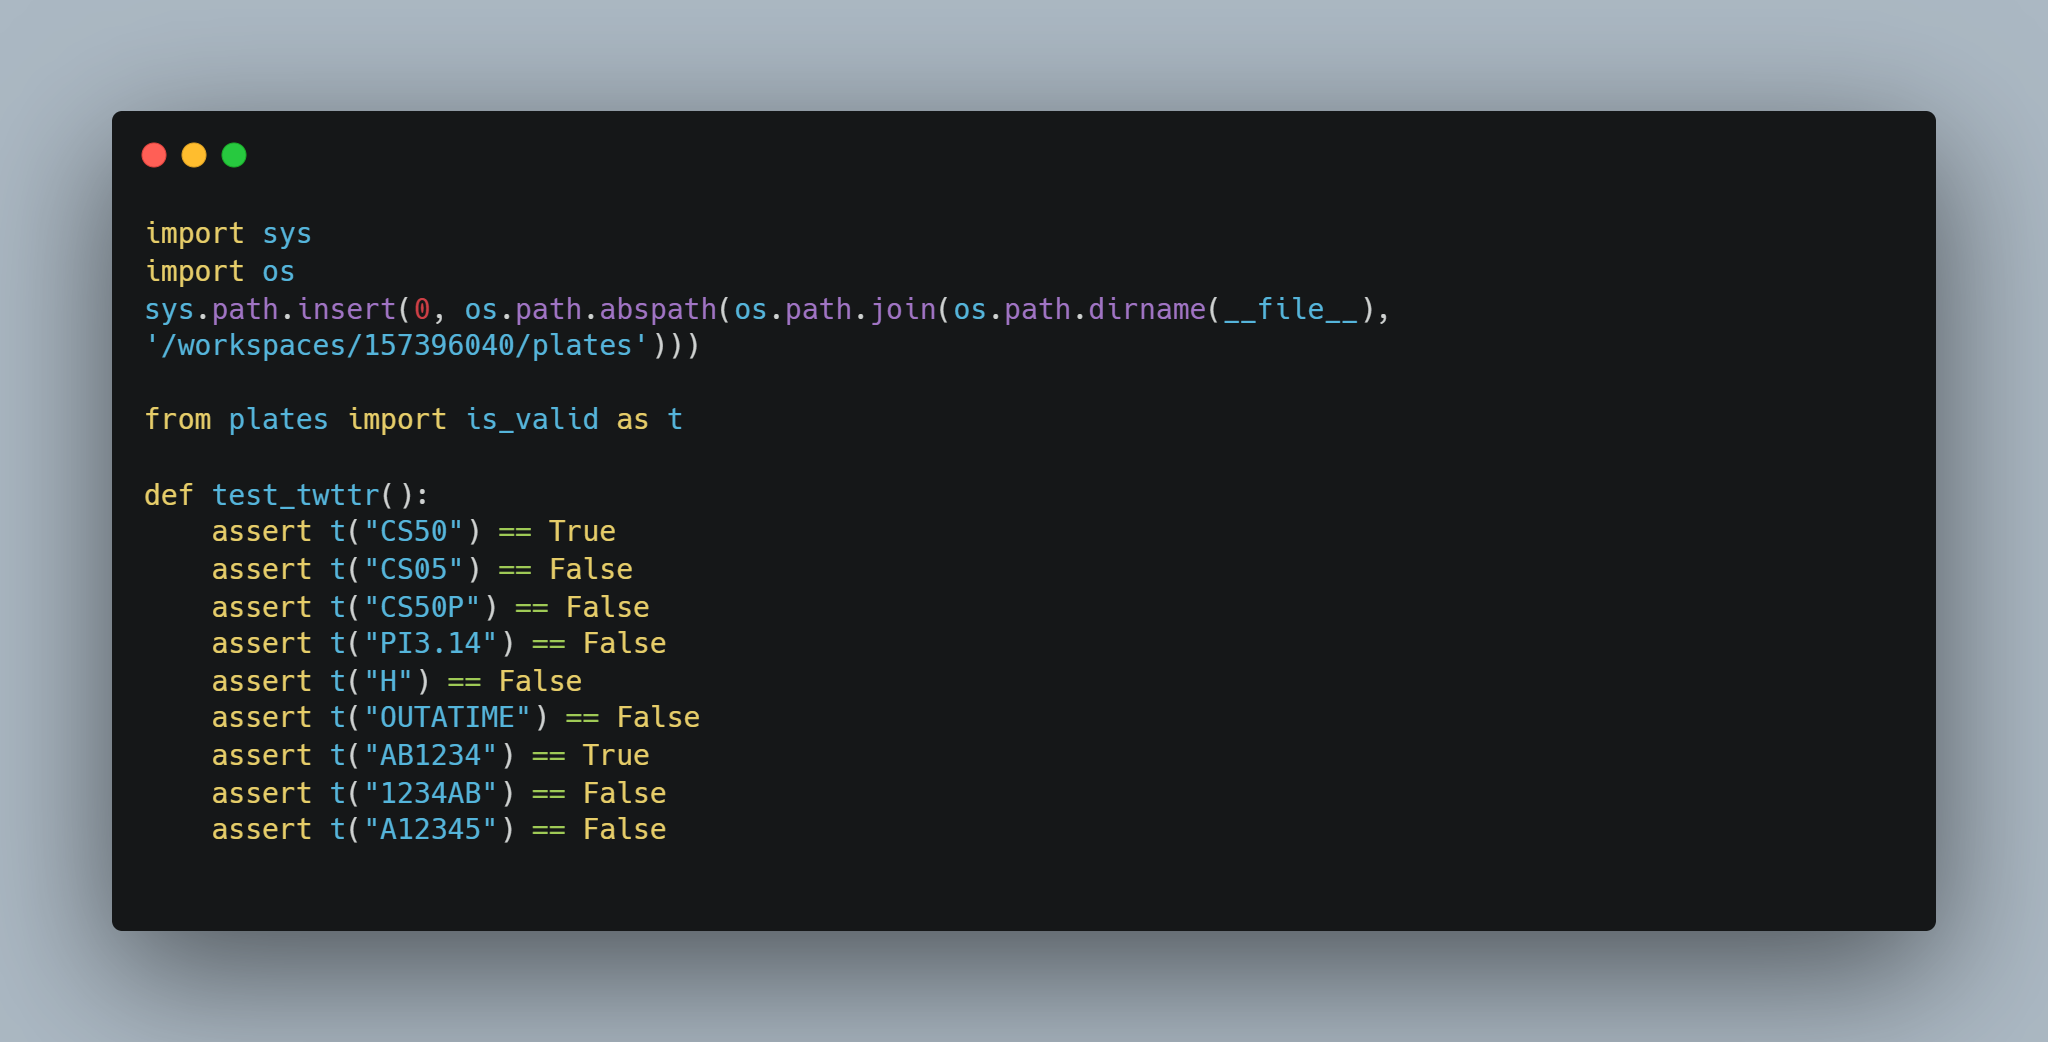 import sys
import os
sys.path.insert(0, os.path.abspath(os.path.join(os.path.dirname(__file__),
'/workspaces/157396040/plates')))

from plates import is_valid as t

def test_twttr():
    assert t("CS50") == True
    assert t("CS05") == False
    assert t("CS50P") == False
    assert t("PI3.14") == False
    assert t("H") == False
    assert t("OUTATIME") == False
    assert t("AB1234") == True
    assert t("1234AB") == False
    assert t("A12345") == False